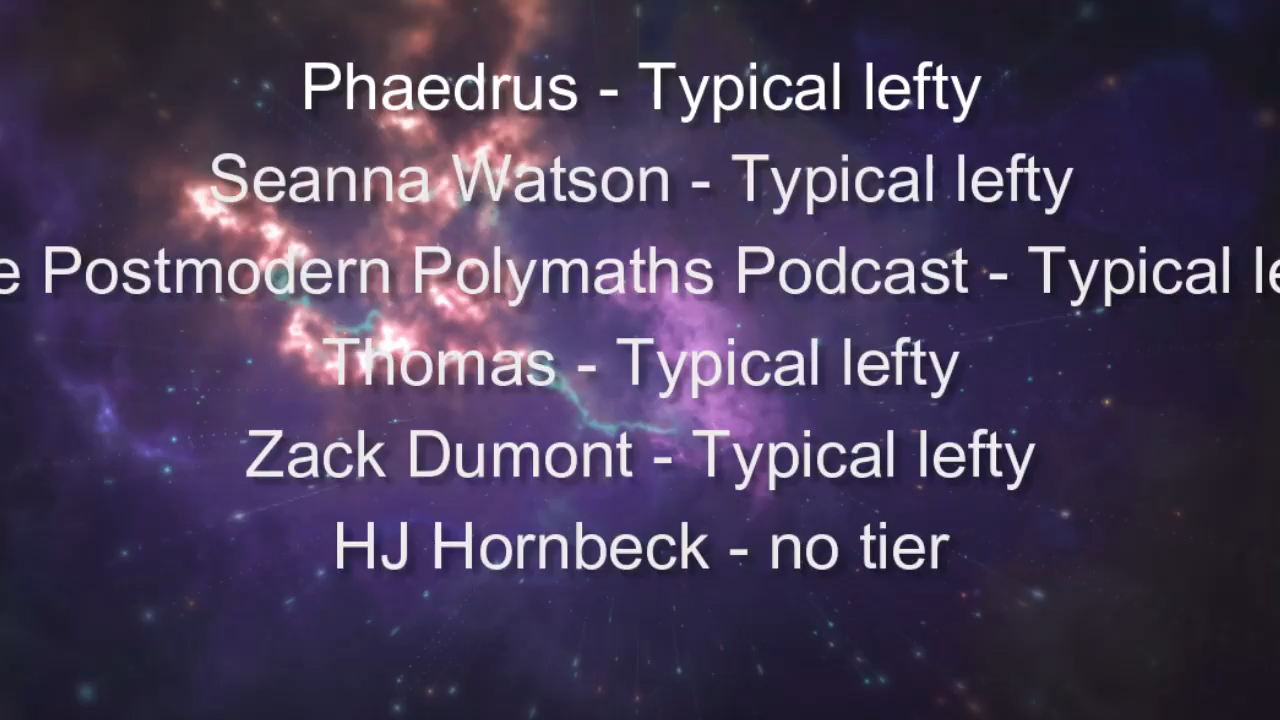 Phaedrus - Typical lefty
Seanna Watson - Typical lefty
e Postmodern Polymaths Podcast - Typical le
Thomas - Typical lefty
Zack Dumont - Typical lefty
HJ Hornbeck - no tier